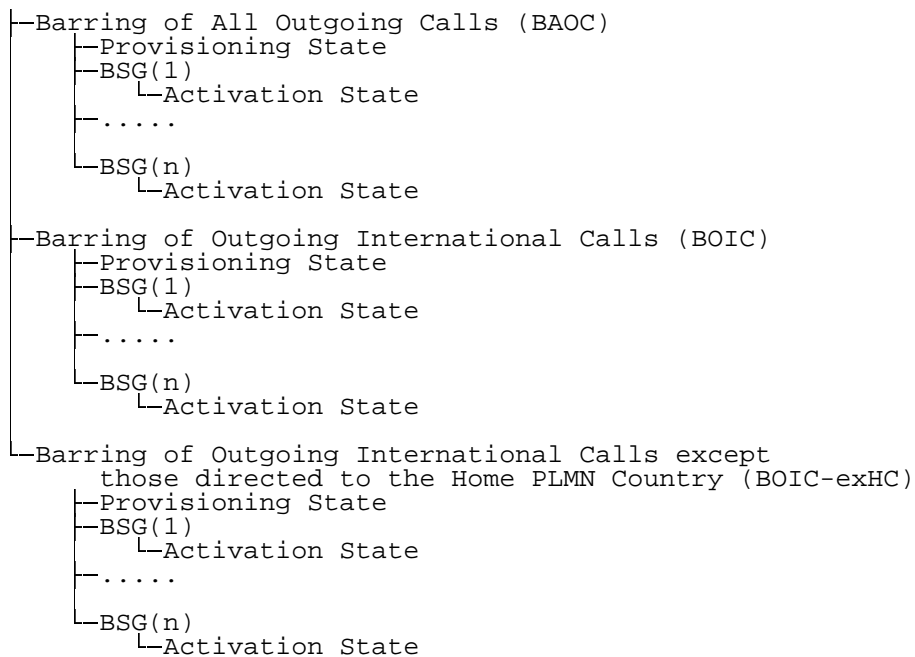 Barring of All Outgoing Calls (BAOC)
Provisioning State
BSG(1)
Activation State
.....
BSG(n)
Activation State
Barring of Outgoing International Calls (BOIC)
Provisioning State
BSG(1)
Activation State
.....
BSG(n)
Activation State
Barring of Outgoing International Calls except
those directed to the Home PLMN Country (BOIC-exHC)
Provisioning State
BSG(1)
Activation State
.....
BSG(n)
Activation State